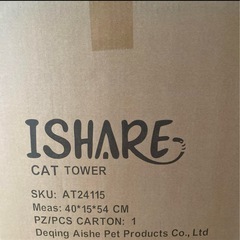 ISHARE
CAT TOWER
SKU: AT24115
Meas: 40*15*54 CM
PZ/PCS CARTON: 1
Deqing Aishe Pet Products Co., Ltd